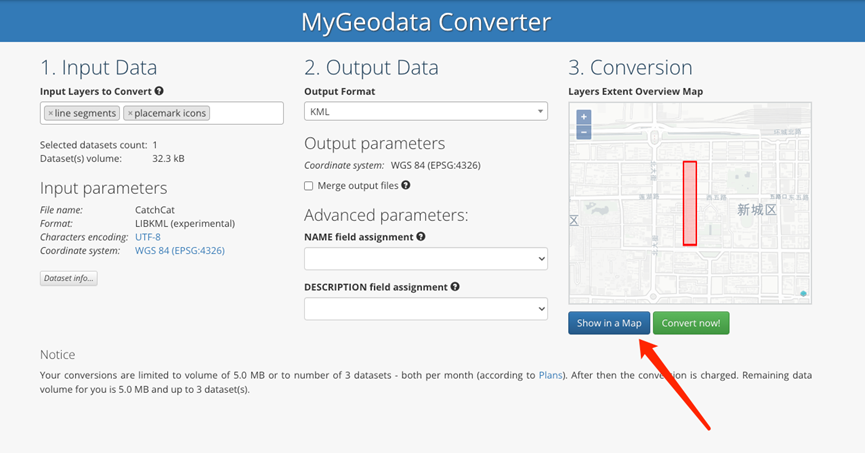 MyGeodata Converter
1. Input Data
Input Layers to Convert
× line segments × placemark icons
Selected datasets count: 1
Dataset(s) volume: 32.3 kB
Input parameters
File name: CatchCat
Format: LIBKML (experimental)
Characters encoding: UTF-8
Coordinate system: WGS 84 (EPSG:4326)
Dataset info...
2. Output Data
Output Format
KML
Output parameters
Coordinate system: WGS 84 (EPSG:4326)
Merge output files
Advanced parameters:
NAME field assignment
DESCRIPTION field assignment
3. Conversion
Layers Extent Overview Map
+
−
新城区
区
Show in a Map
Convert now!
Notice
Your conversions are limited to volume of 5.0 MB or to number of 3 datasets - both per month (according to Plans). After then the conversion is charged. Remaining data
volume for you is 5.0 MB and up to 3 dataset(s).